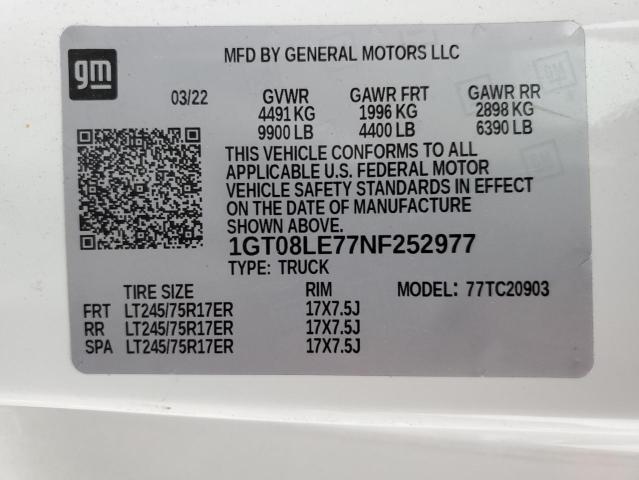 gm
MFD BY GENERAL MOTORS LLC
03/22 GVWR GAWR FRT GAWR RR
4491 KG 1996 KG 2898 KG
9900 LB 4400 LB 6390 LB
THIS VEHICLE CONFORMS TO ALL
APPLICABLE U.S. FEDERAL MOTOR
VEHICLE SAFETY STANDARDS IN EFFECT
ON THE DATE OF MANUFACTURE
SHOWN ABOVE.
1GT08LE77NF252977
TYPE: TRUCK
TIRE SIZE RIM MODEL: 77TC20903
FRT LT245/75R17ER 17X7.5J
RR LT245/75R17ER 17X7.5J
SPA LT245/75R17ER 17X7.5J